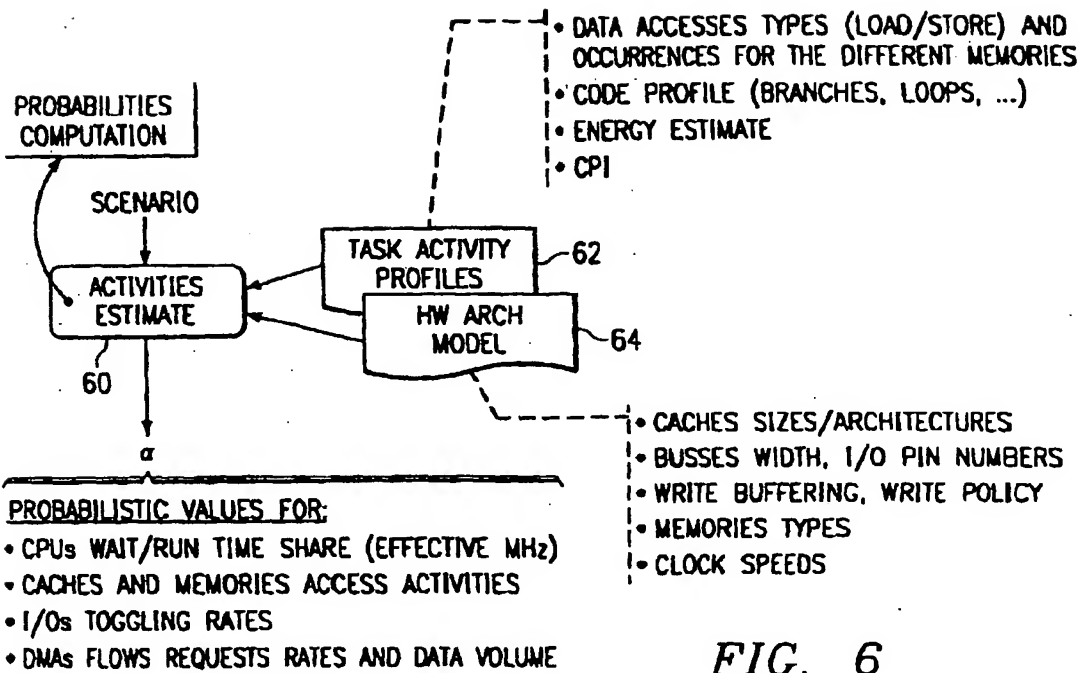 • DATA ACCESSES TYPES (LOAD/STORE) AND
OCCURRENCES FOR THE DIFFERENT MEMORIES
• CODE PROFILE (BRANCHES, LOOPS, ...)
• ENERGY ESTIMATE
• CPI
PROBABILITIES
COMPUTATION
SCENARIO
TASK ACTIVITY
PROFILES
62
ACTIVITIES
ESTIMATE
60
HW ARCH
MODEL
64
• CACHES SIZES/ARCHITECTURES
• BUSSES WIDTH, I/O PIN NUMBERS
• WRITE BUFFERING, WRITE POLICY
• MEMORIES TYPES
• CLOCK SPEEDS
α
PROBABILISTIC VALUES FOR:
• CPUs WAIT/RUN TIME SHARE (EFFECTIVE MHz)
• CACHES AND MEMORIES ACCESS ACTIVITIES
• I/Os TOGGLING RATES
• DMAs FLOWS REQUESTS RATES AND DATA VOLUME
FIG. 6